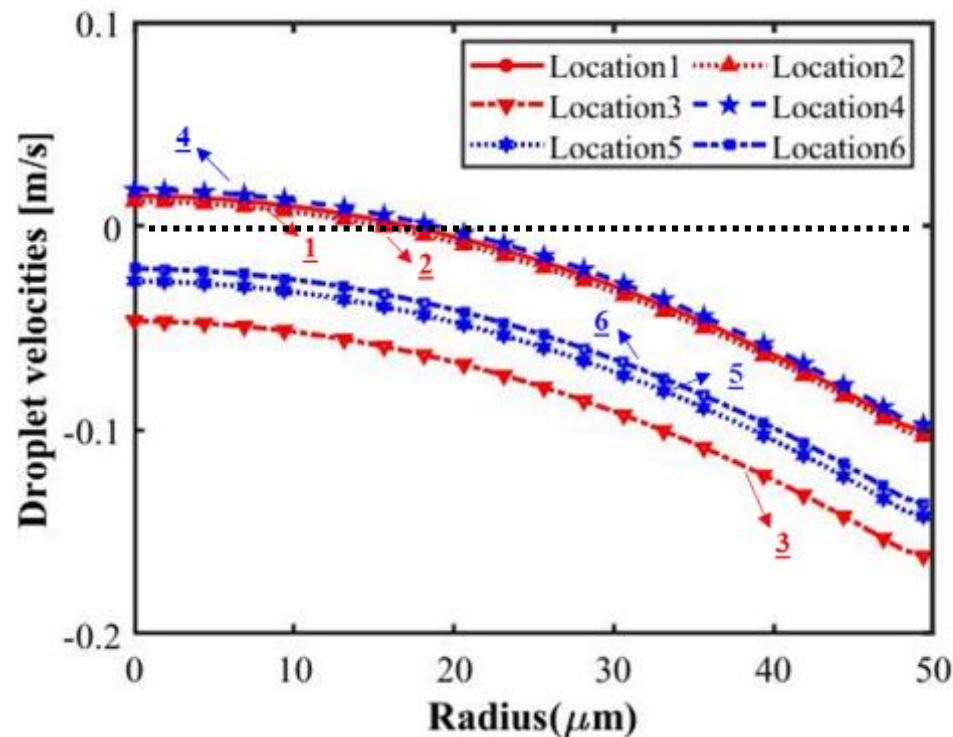 Droplet velocities [m/s]
0.1
0
-0.1
-0.2
Location1
Location2
Location3
Location4
Location5
Location6
4
1
2
6
5
3
0
10
20
30
40
50
Radius(μm)